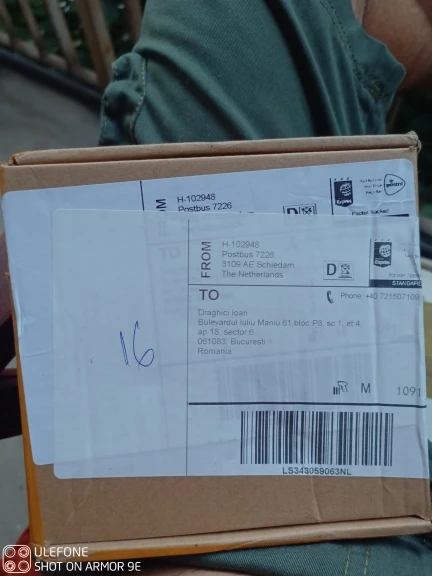 H-102948
Postbus 7226
FROM
H-102948
Postbus 7226
3109 AE Schiedam
The Netherlands
D
STANDARD
TO
Phone: +40 721507109
Draghici Ioan
Bulevardul Iuliu Maniu 61,bloc P5, sc 1, et 4,
ap 18, sector 6
061083, Bucuresti
Romania
16
M
1091
LS343059063NL
ULEFONE
SHOT ON ARMOR 9E